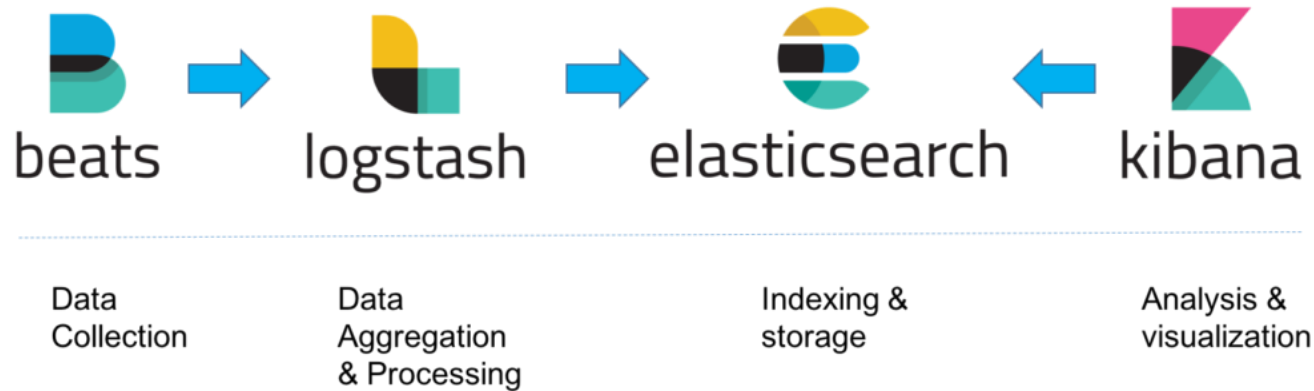 beats
logstash
elasticsearch
kibana
Data
Collection
Data
Aggregation
& Processing
Indexing &
storage
Analysis &
visualization